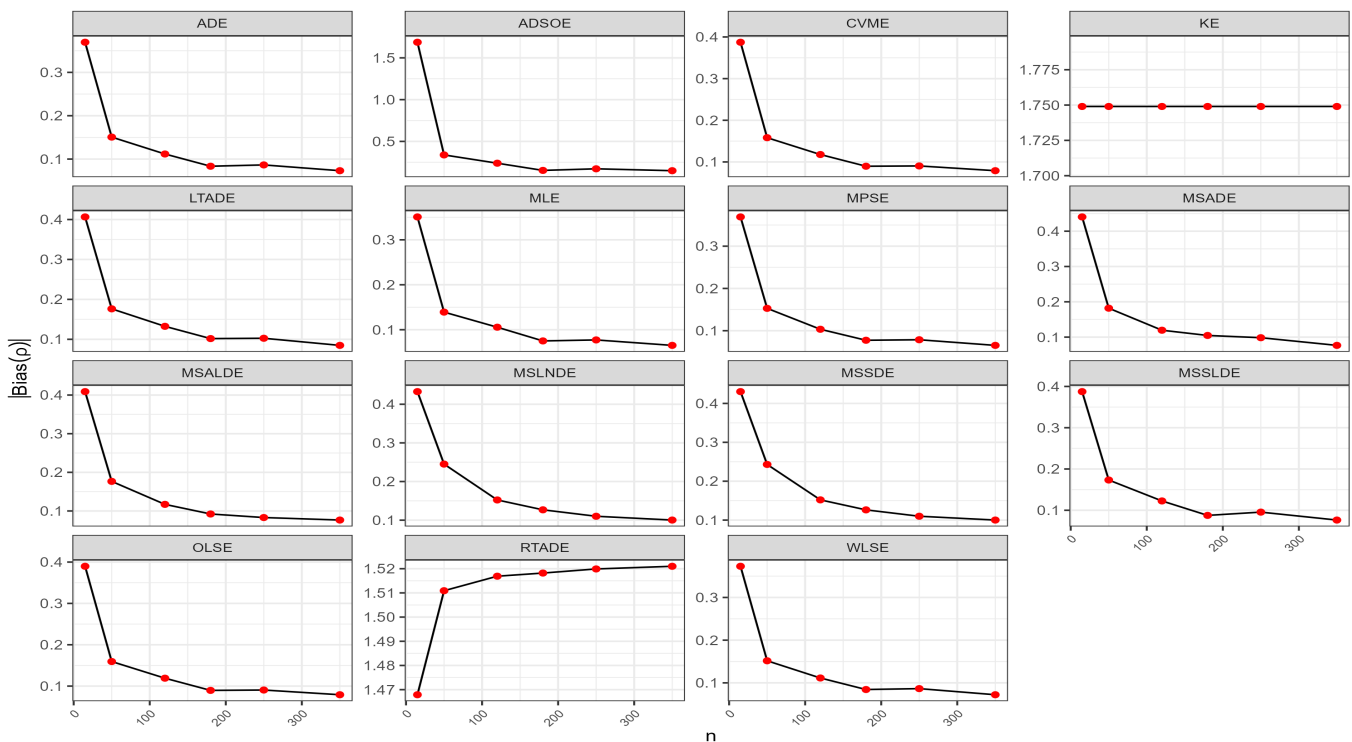 ADE ADSOE CVME KE
0.3 0.1
1.5 1.0 0.5
0.4 0.3 0.2 0.1
1.775 1.750 1.725 1.700
LTADE MLE MPSE MSADE
0.4 0.3 0.2 0.1
0.3 0.2 0.1
0.3 0.2 0.1
0.4 0.3 0.2 0.1
|Bias(ρ)|
MSALDE MSLNDE MSSDE MSSLDE
0.4 0.3 0.2 0.1
0.4 0.3 0.2 0.1
0.4 0.3 0.2 0.1
0.4 0.3 0.2 0.1
0 100 200 300
OLSE RTADE WLSE
0.4 0.3 0.2 0.1
1.52 1.51 1.50 1.49 1.48 1.47
0.3 0.2 0.1
0 100 200 300
0 100 200 300
0 100 200 300
n